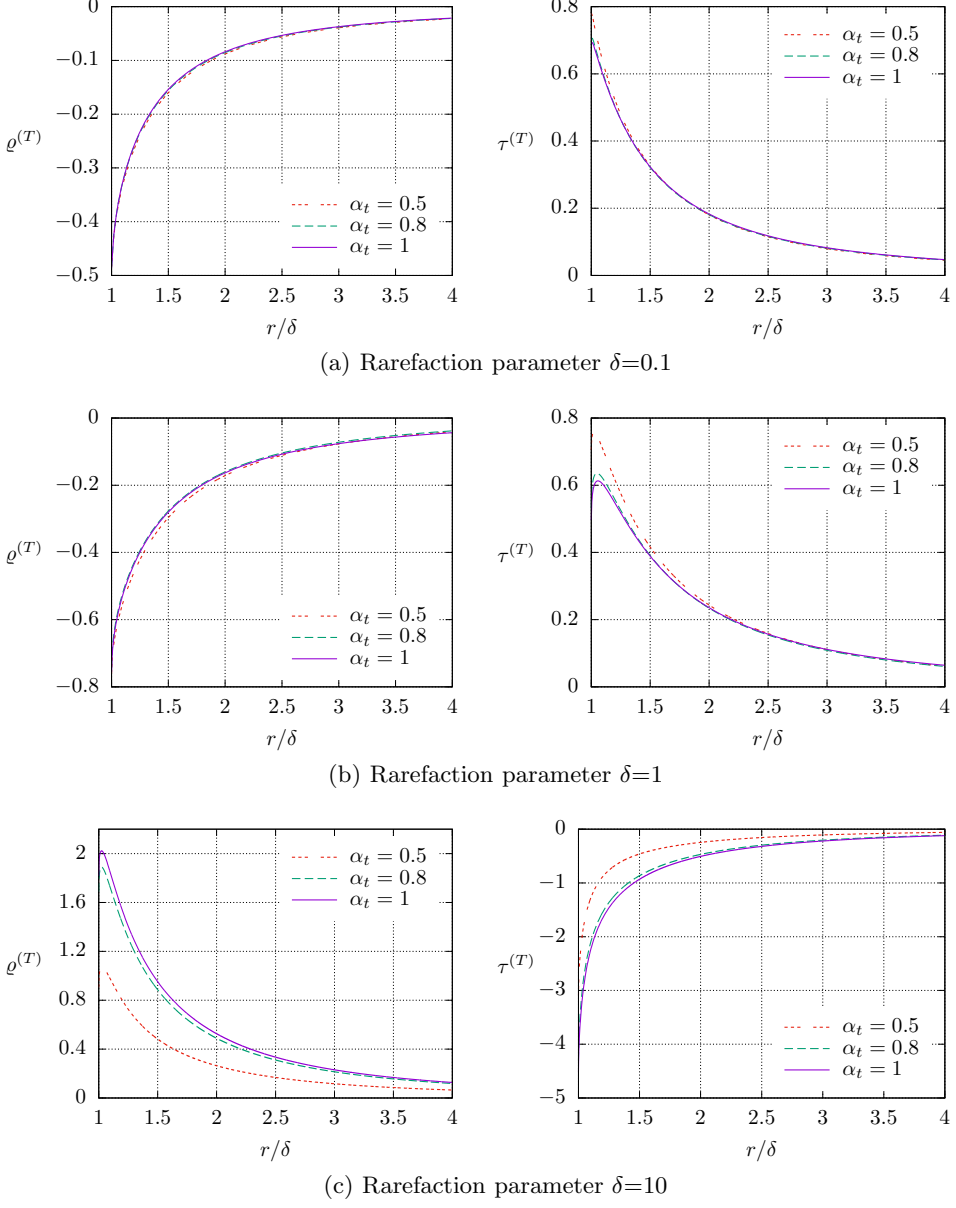 0
−0.1
−0.2
−0.3
−0.4
−0.5
1 1.5 2 2.5 3 3.5 4
ϱ^(T)
r/δ
α_t = 0.5
α_t = 0.8
α_t = 1
0.8
0.6
0.4
0.2
0
1 1.5 2 2.5 3 3.5 4
τ^(T)
r/δ
α_t = 0.5
α_t = 0.8
α_t = 1
(a) Rarefaction parameter δ=0.1
0
−0.2
−0.4
−0.6
−0.8
1 1.5 2 2.5 3 3.5 4
ϱ^(T)
r/δ
α_t = 0.5
α_t = 0.8
α_t = 1
0.8
0.6
0.4
0.2
0
1 1.5 2 2.5 3 3.5 4
τ^(T)
r/δ
α_t = 0.5
α_t = 0.8
α_t = 1
(b) Rarefaction parameter δ=1
2
1.6
1.2
0.8
0.4
0
1 1.5 2 2.5 3 3.5 4
ϱ^(T)
r/δ
α_t = 0.5
α_t = 0.8
α_t = 1
0
−1
−2
−3
−4
−5
1 1.5 2 2.5 3 3.5 4
τ^(T)
r/δ
α_t = 0.5
α_t = 0.8
α_t = 1
(c) Rarefaction parameter δ=10